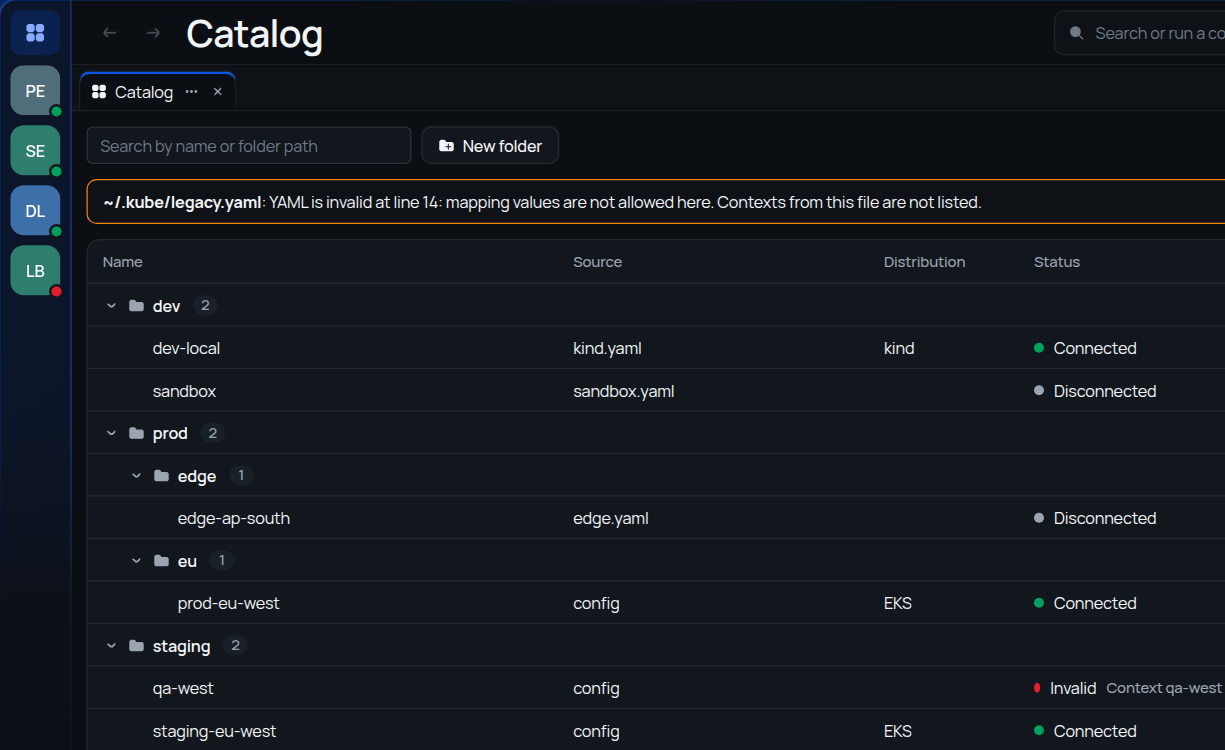 Catalog
Search or run a co
PE
SE
DL
LB
Catalog
Search by name or folder path
New folder
~/.kube/legacy.yaml: YAML is invalid at line 14: mapping values are not allowed here. Contexts from this file are not listed.
Name Source Distribution Status
dev 2
dev-local kind.yaml kind Connected
sandbox sandbox.yaml Disconnected
prod 2
edge 1
edge-ap-south edge.yaml Disconnected
eu 1
prod-eu-west config EKS Connected
staging 2
qa-west config Invalid Context qa-west
staging-eu-west config EKS Connected